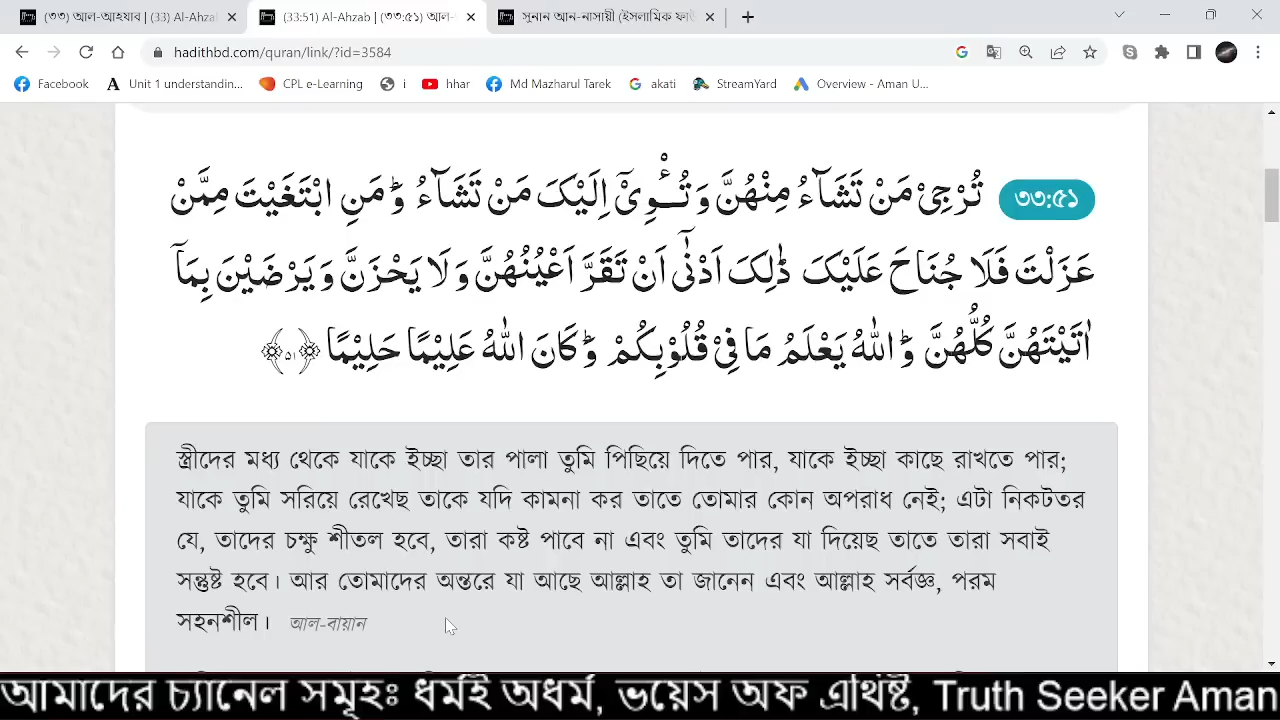 (৩৩) আল-আহযাব | (33) Al-Ahza
(33:51) Al-Ahzab | (৩৩:৫১) আল-
সুনান আন-নাসায়ী (ইসলামিক ফাউ
hadithbd.com/quran/link/?id=3584
Facebook Unit 1 understandin... CPL e-Learning i hhar Md Mazharul Tarek akati StreamYard Overview - Aman U...
৩৩:৫১ تُرْجِیْ مَنْ تَشَآءُ مِنْهُنَّ وَ تُـْٔوِیْۤ اِلَیْكَ مَنْ تَشَآءُ ؕ وَ مَنِ ابْتَغَیْتَ مِمَّنْ
عَزَلْتَ فَلَا جُنَاحَ عَلَیْكَ ؕ ذٰلِكَ اَدْنٰۤی اَنْ تَقَرَّ اَعْیُنُهُنَّ وَ لَا یَحْزَنَّ وَ یَرْضَیْنَ بِمَاۤ
اٰتَیْتَهُنَّ كُلُّهُنَّ ؕ وَ اللّٰهُ یَعْلَمُ مَا فِیْ قُلُوْبِكُمْ ؕ وَ كَانَ اللّٰهُ عَلِیْمًا حَلِیْمًا ﴿۵۱﴾
স্ত্রীদের মধ্য থেকে যাকে ইচ্ছা তার পালা তুমি পিছিয়ে দিতে পার, যাকে ইচ্ছা কাছে রাখতে পার;
যাকে তুমি সরিয়ে রেখেছ তাকে যদি কামনা কর তাতে তোমার কোন অপরাধ নেই; এটা নিকটতর
যে, তাদের চক্ষু শীতল হবে, তারা কষ্ট পাবে না এবং তুমি তাদের যা দিয়েছ তাতে তারা সবাই
সন্তুষ্ট হবে। আর তোমাদের অন্তরে যা আছে আল্লাহ তা জানেন এবং আল্লাহ সর্বজ্ঞ, পরম
সহনশীল। আল-বায়ান
আমাদের চ্যানেল সমূহঃ ধর্মই অধর্ম, ভয়েস অফ এথিষ্ট, Truth Seeker Aman